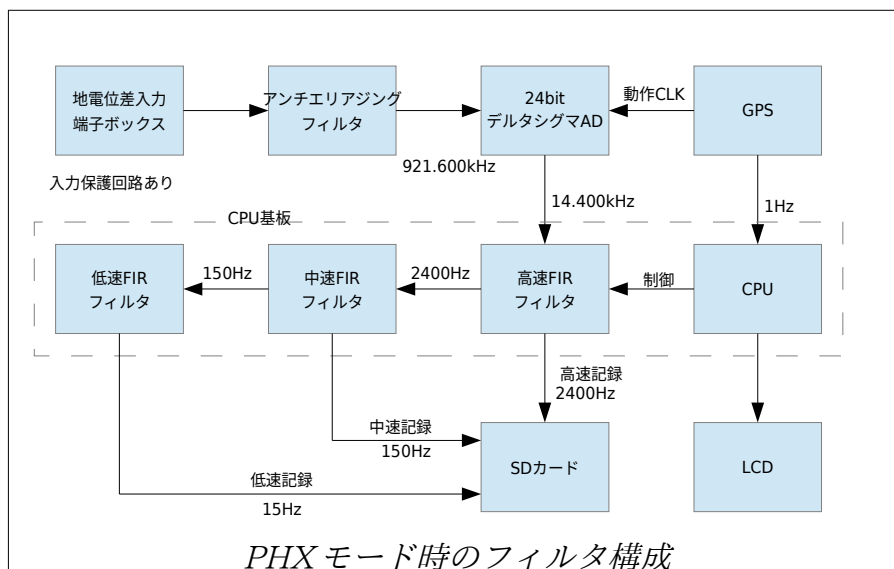 地電位差入力
端子ボックス
アンチエリアジング
フィルタ
24bit
デルタシグマAD
動作CLK
GPS
入力保護回路あり
921.600kHz
14.400kHz
1Hz
CPU基板
低速FIR
フィルタ
150Hz
中速FIR
フィルタ
2400Hz
高速FIR
フィルタ
制御
CPU
高速記録
2400Hz
中速記録
150Hz
低速記録
15Hz
SDカード
LCD
PHXモード時のフィルタ構成